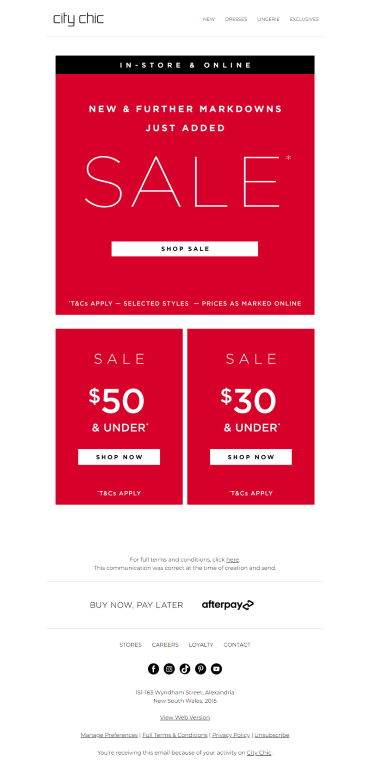 city chic
NEW DRESSES LINGERIE EXCLUSIVES
IN-STORE & ONLINE
NEW & FURTHER MARKDOWNS
JUST ADDED
SALE*
SHOP SALE
*T&Cs APPLY — SELECTED STYLES — PRICES AS MARKED ONLINE
SALE
$50
& UNDER*
SHOP NOW
*T&Cs APPLY
SALE
$30
& UNDER*
SHOP NOW
*T&Cs APPLY
For full terms and conditions, click here.
This communication was correct at the time of creation and send.
BUY NOW, PAY LATER afterpay
STORES CAREERS LOYALTY CONTACT
151-163 Wyndham Street, Alexandria
New South Wales, 2015
View Web Version
Manage Preferences | Full Terms & Conditions | Privacy Policy | Unsubscribe
You're receiving this email because of your activity on City Chic.